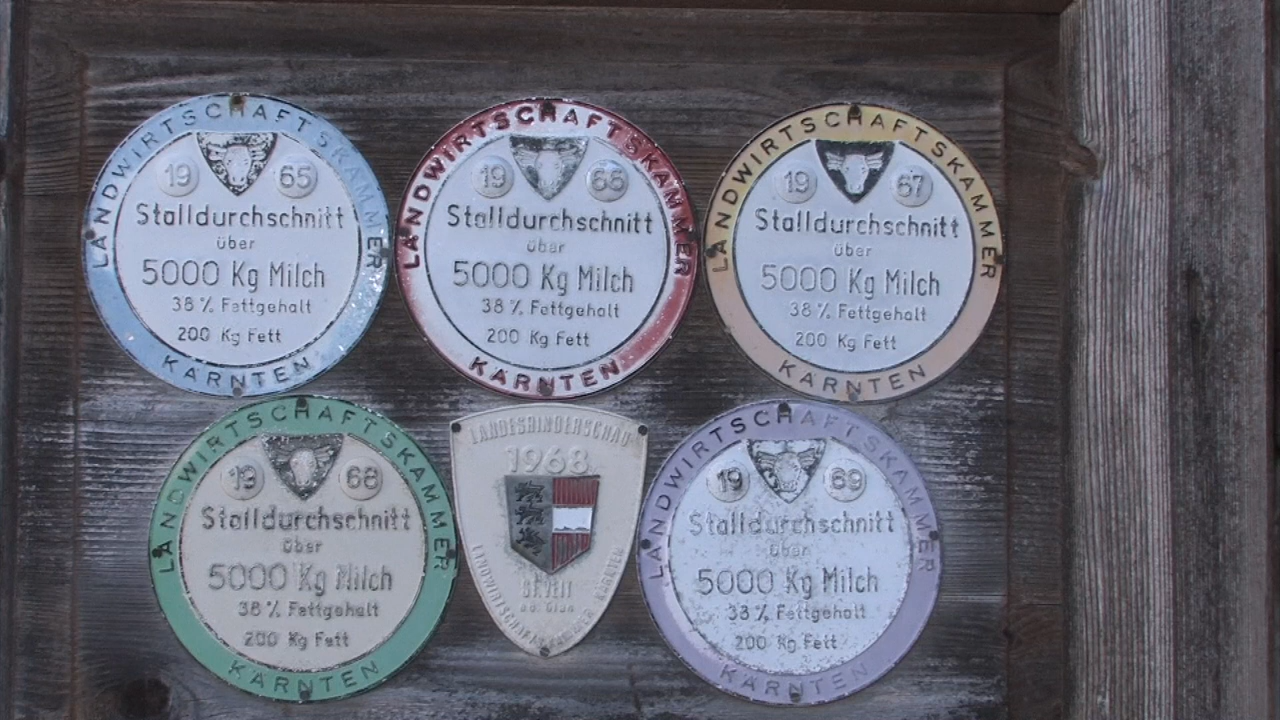 LANDWIRTSCHAFTSKAMMER
19 65
Stalldurchschnitt
über
5000 Kg Milch
38 % Fettgehalt
200 Kg Fett
KÄRNTEN
LANDWIRTSCHAFTSKAMMER
19 66
Stalldurchschnitt
über
5000 Kg Milch
38 % Fettgehalt
200 Kg Fett
KÄRNTEN
LANDWIRTSCHAFTSKAMMER
19 67
Stalldurchschnitt
über
5000 Kg Milch
38 % Fettgehalt
200 Kg Fett
KÄRNTEN
LANDWIRTSCHAFTSKAMMER
19 68
Stalldurchschnitt
über
5000 Kg Milch
38 % Fettgehalt
200 Kg Fett
KÄRNTEN
LANDESRINDERSCHAU
1968
ST. VEIT
a.d. Glan
LANDWIRTSCHAFTSKAMMER KÄRNTEN
LANDWIRTSCHAFTSKAMMER
19 69
Stalldurchschnitt
über
5000 Kg Milch
38 % Fettgehalt
200 Kg Fett
KÄRNTEN